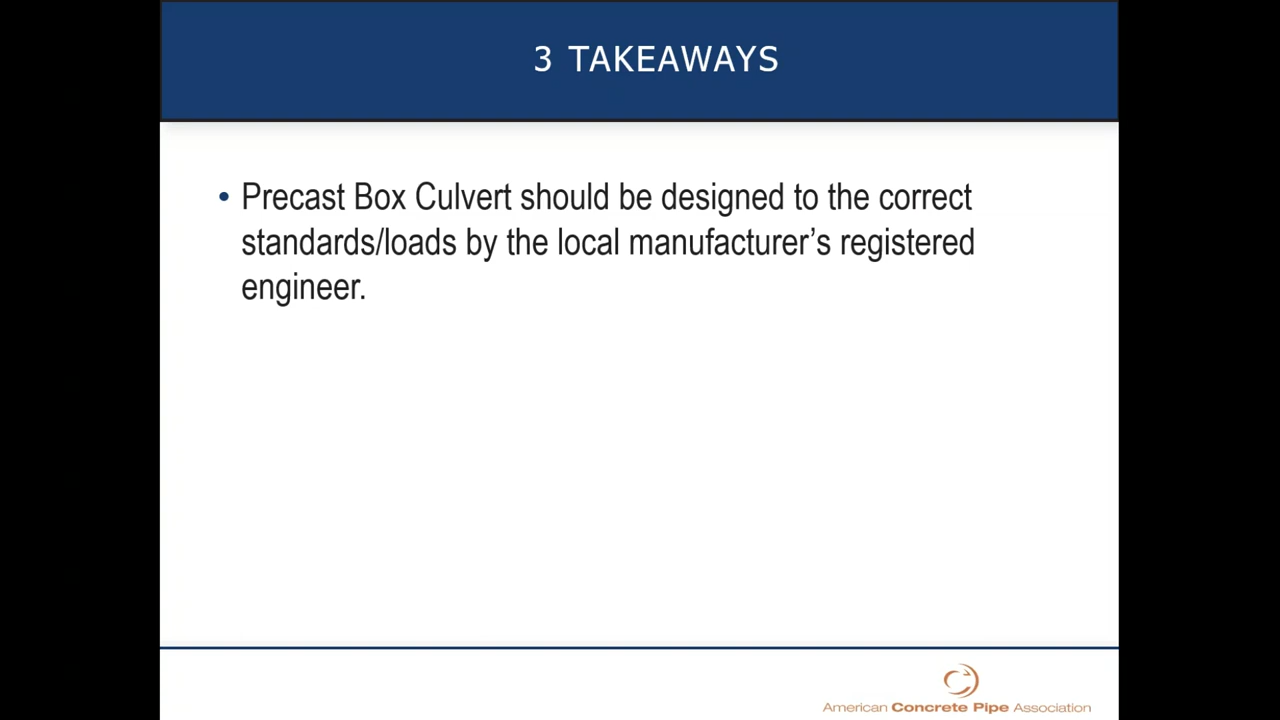 3 TAKEAWAYS
• Precast Box Culvert should be designed to the correct
standards/loads by the local manufacturer’s registered
engineer.
American Concrete Pipe Association